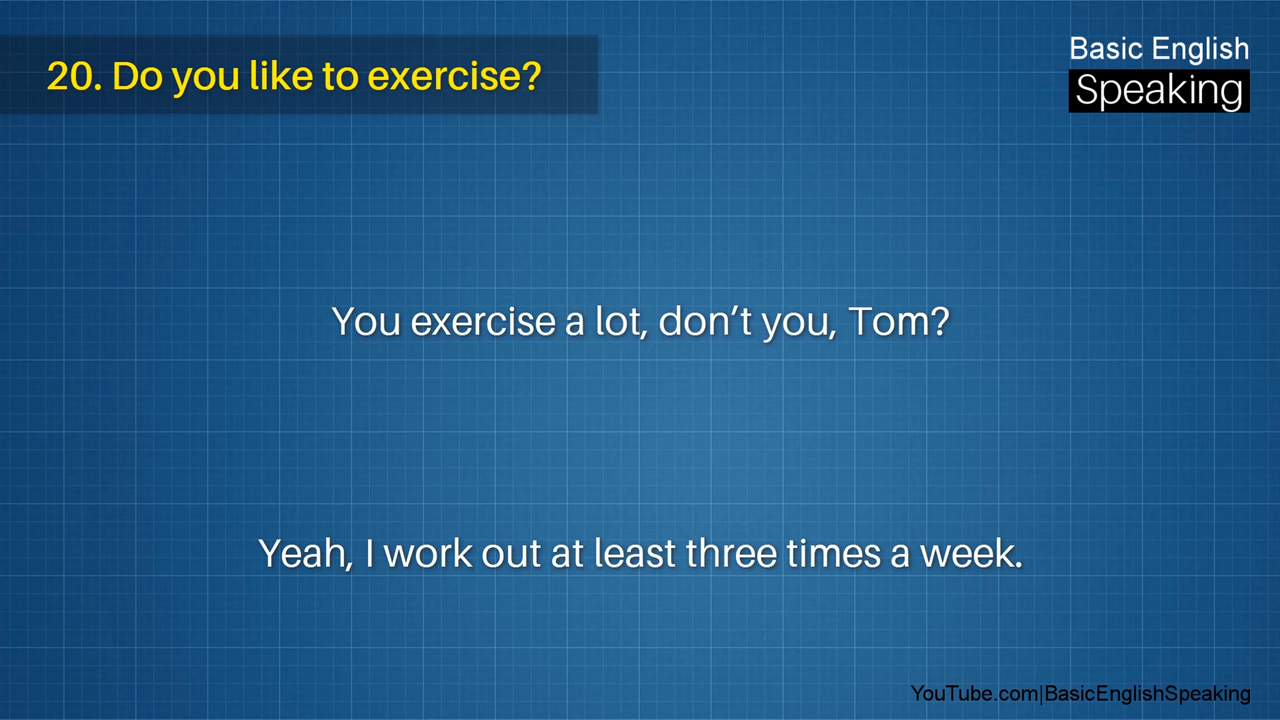 20. Do you like to exercise?
Basic English
Speaking
You exercise a lot, don’t you, Tom?
Yeah, I work out at least three times a week.
YouTube.com|BasicEnglishSpeaking